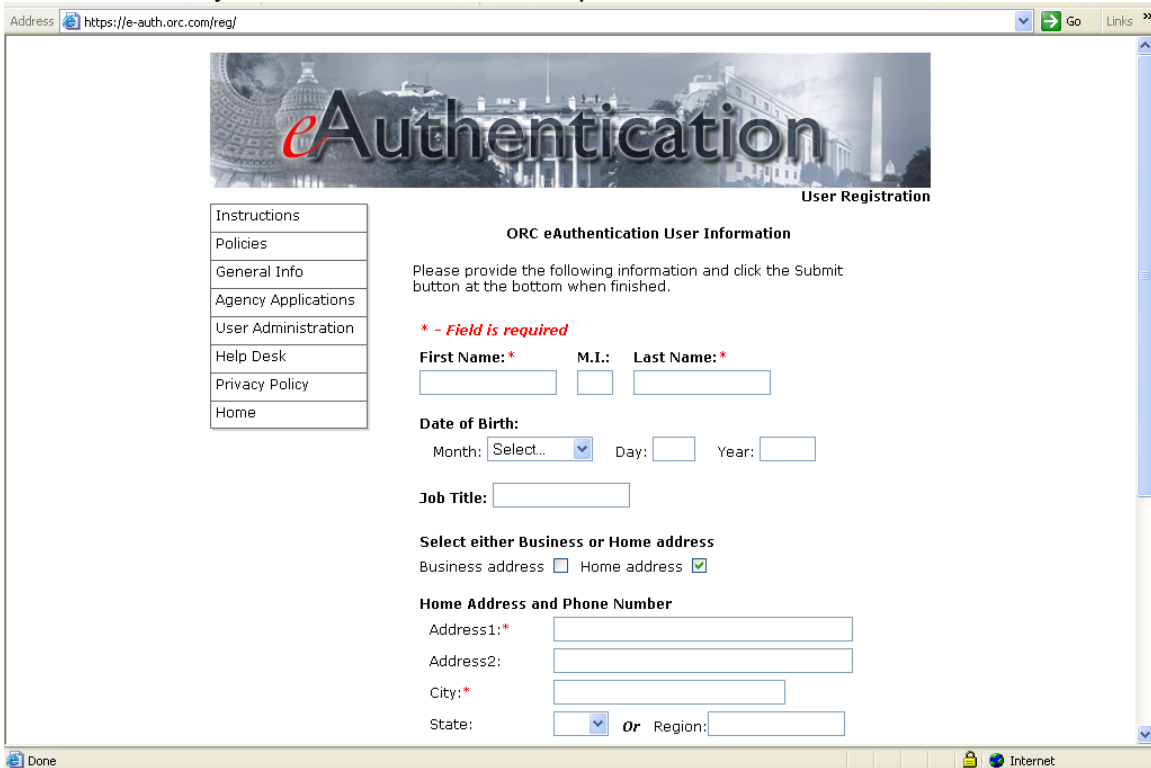 Address https://e-auth.orc.com/reg/ Go Links »
eAuthentication
User Registration
Instructions
Policies
General Info
Agency Applications
User Administration
Help Desk
Privacy Policy
Home
ORC eAuthentication User Information
Please provide the following information and click the Submit
button at the bottom when finished.
* - Field is required
First Name:* M.I.: Last Name:*
Date of Birth:
Month: Select... Day: Year:
Job Title:
Select either Business or Home address
Business address Home address
Home Address and Phone Number
Address1:*
Address2:
City:*
State: Or Region:
Done Internet